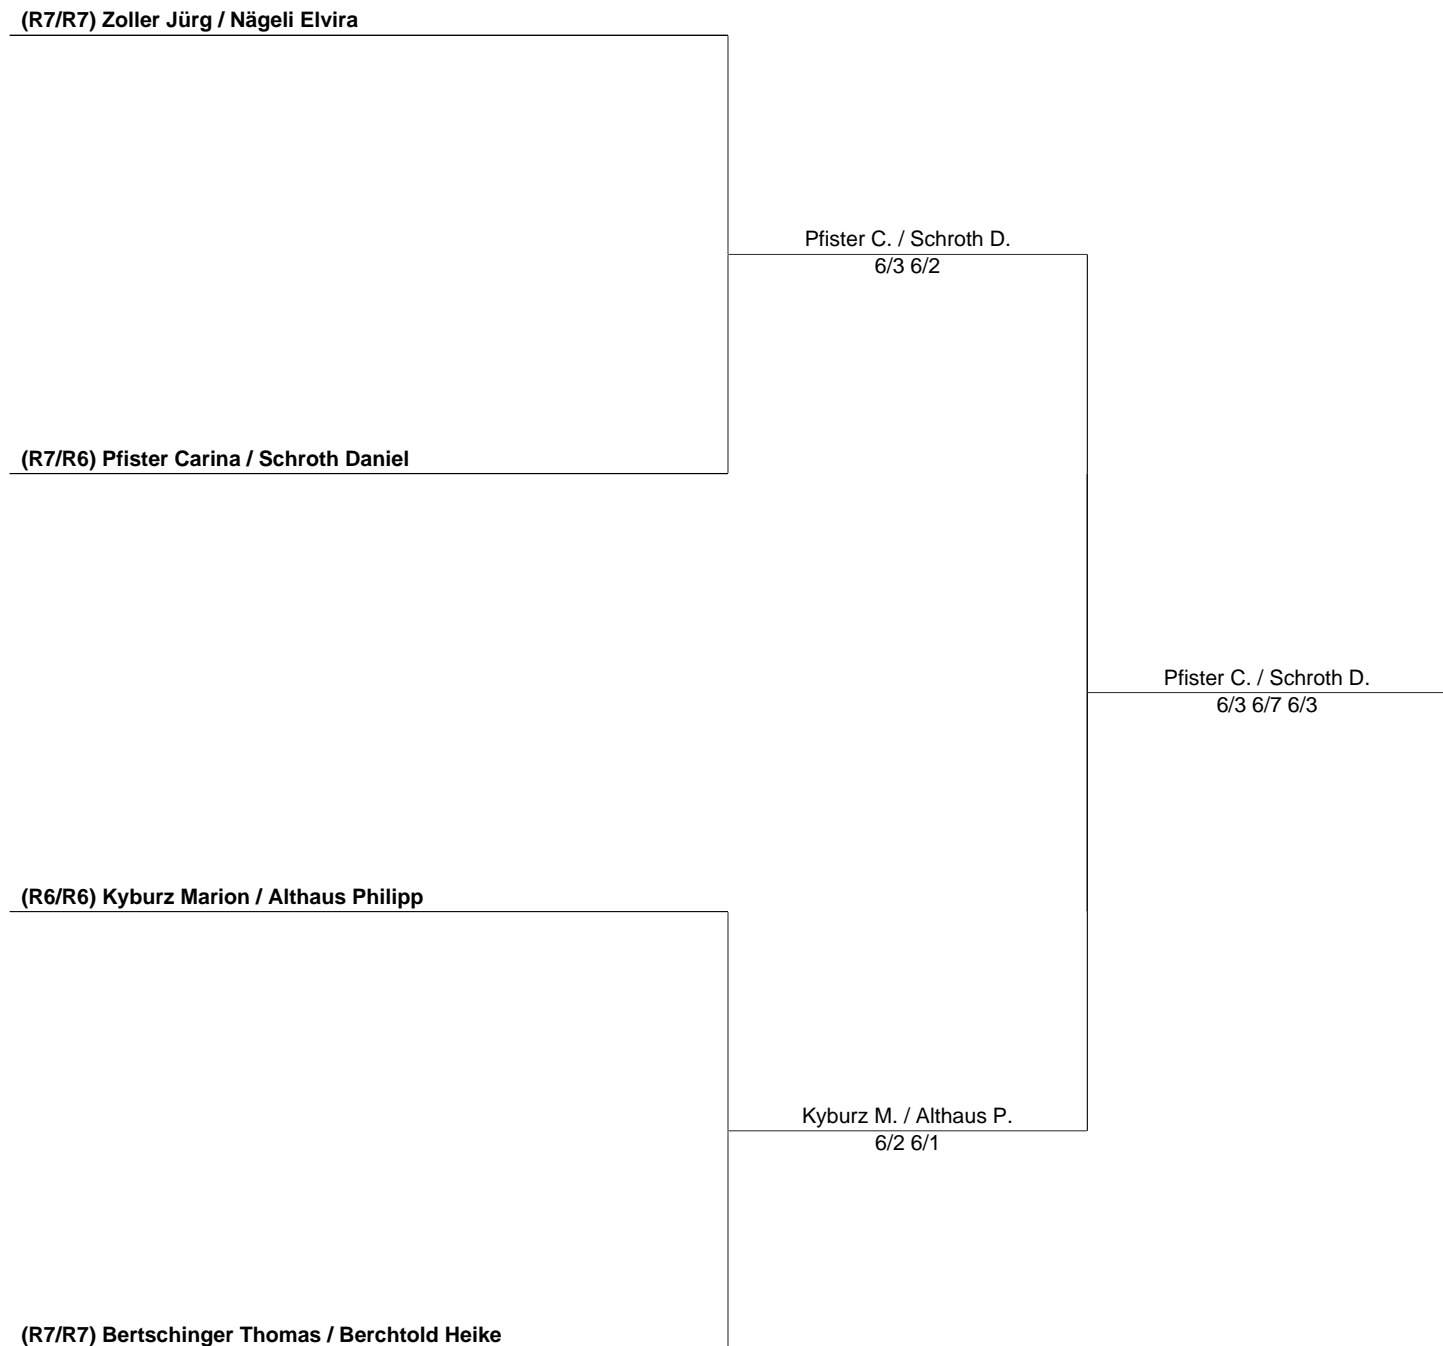 (R7/R7) Zoller Jürg / Nägeli Elvira
Pfister C. / Schroth D.
6/3 6/2
(R7/R6) Pfister Carina / Schroth Daniel
Pfister C. / Schroth D.
6/3 6/7 6/3
(R6/R6) Kyburz Marion / Althaus Philipp
Kyburz M. / Althaus P.
6/2 6/1
(R7/R7) Bertschinger Thomas / Berchtold Heike